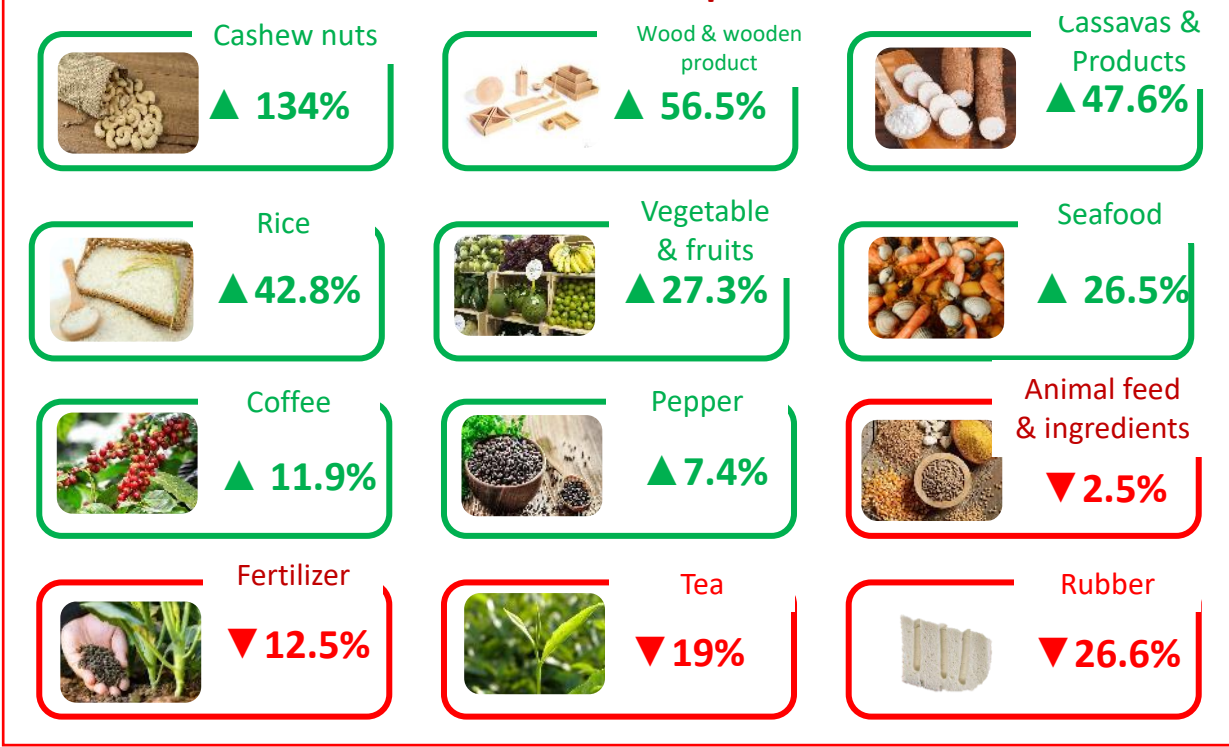 Cashew nuts
▲ 134%
Wood & wooden
product
▲ 56.5%
Cassavas &
Products
▲ 47.6%
Rice
▲ 42.8%
Vegetable
& fruits
▲ 27.3%
Seafood
▲ 26.5%
Coffee
▲ 11.9%
Pepper
▲ 7.4%
Animal feed
& ingredients
▼ 2.5%
Fertilizer
▼ 12.5%
Tea
▼ 19%
Rubber
▼ 26.6%